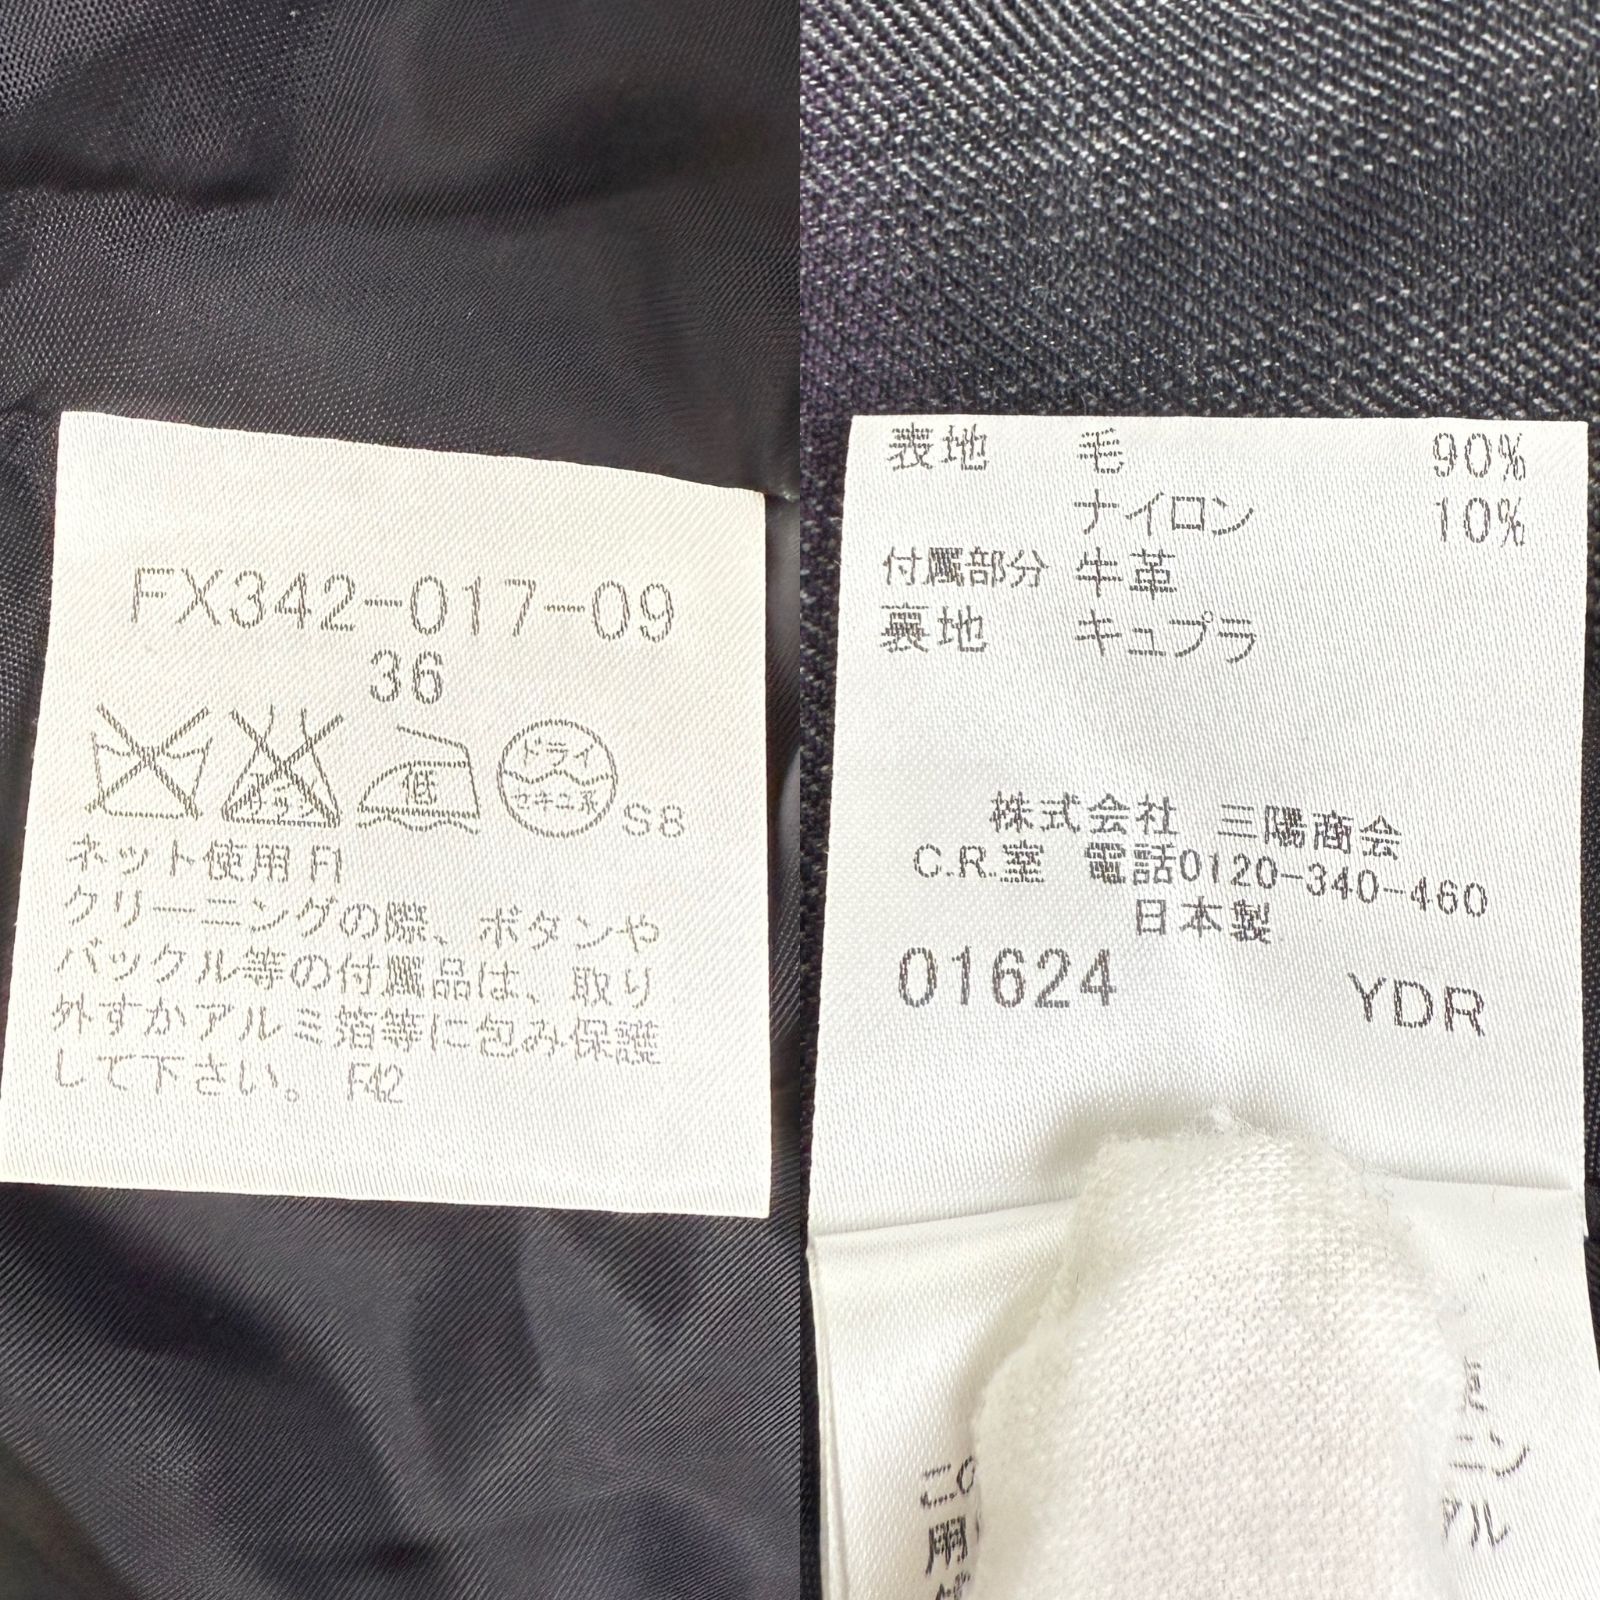 FX342-017-09
36
ドライ
セキユ系
低
S8
ネット使用 FI
クリーニングの際、ボタンや
バックル等の付属品は、取り
外すかアルミ箔等に包み保護
して下さい。 F42
表地 毛 90%
ナイロン 10%
付属部分 牛革
裏地 キュプラ
株式会社 三陽商会
C.R.室 電話0120-340-460
日本製
01624 YDR